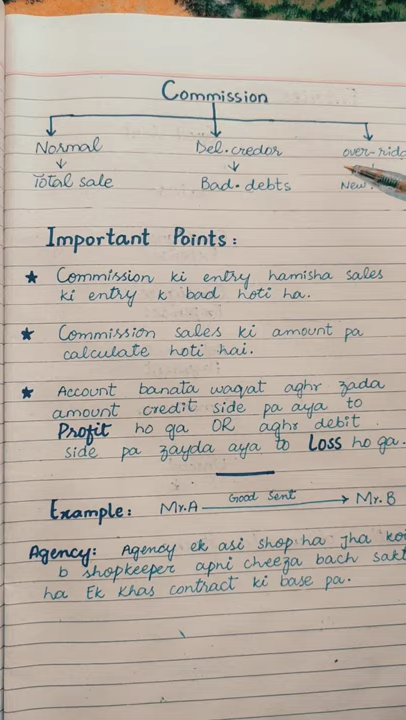 Commission
Normal Del.credor over-rid
Total sale Bad.debts New
Important Points:
★ Commission ki entry hamisha sales
ki entry k bad hoti ha.
★ Commission sales ki amount pa
calculate hoti hai.
★ Account banata waqat aghr zada
amount credit side pa aya to
Profit ho ga OR aghr debit
side pa zayda aya to Loss ho ga.
Example: Mr.A Good Sent Mr.B
Agency: Agency ek asi shop ha jha koi
b shopkeeper apni cheeza bach sakt
ha Ek khas contract ki base pa.